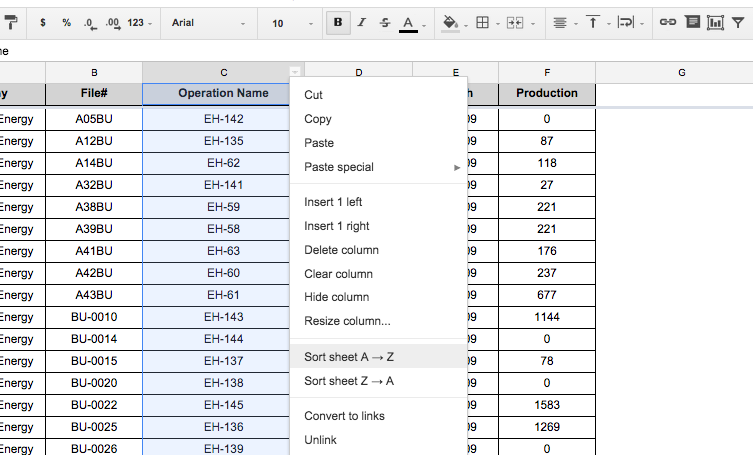 $ % .0 .00 123 Arial 10 B I S A
ne
B C D E F G
y File# Operation Name h Production
Energy A05BU EH-142 09 0
Energy A12BU EH-135 09 87
Energy A14BU EH-62 09 118
Energy A32BU EH-141 09 27
Energy A38BU EH-59 09 221
Energy A39BU EH-58 09 221
Energy A41BU EH-63 09 176
Energy A42BU EH-60 09 237
Energy A43BU EH-61 09 677
Energy BU-0010 EH-143 09 1144
Energy BU-0014 EH-144 09 0
Energy BU-0015 EH-137 09 78
Energy BU-0020 EH-138 09 0
Energy BU-0022 EH-145 09 1583
Energy BU-0025 EH-136 09 1269
Energy BU-0026 EH-139 09 0
Cut
Copy
Paste
Paste special
Insert 1 left
Insert 1 right
Delete column
Clear column
Hide column
Resize column...
Sort sheet A → Z
Sort sheet Z → A
Convert to links
Unlink